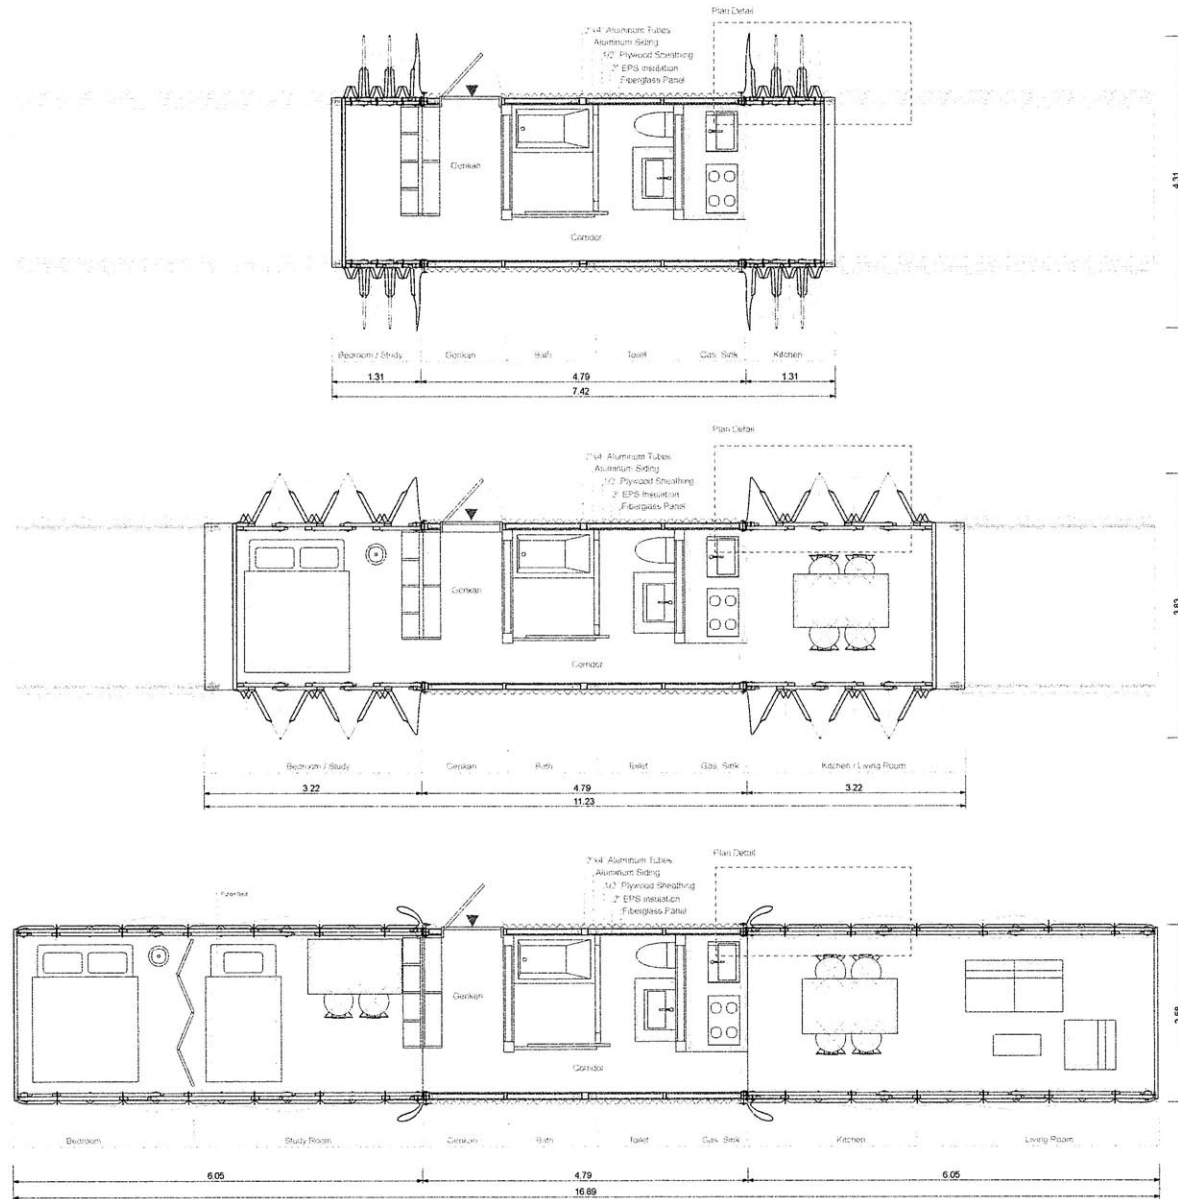 Plan Detail
2" x4" Aluminum Tubes
Aluminum Siding
1/2" Plywood Sheathing
2" EPS Insulation
Fiberglass Panel
Genkan
Corridor
4.31
Bedroom / Study Genkan Bath Toilet Gas, Sink Kitchen
1.31 4.79 1.31
7.42
Plan Detail
2" x4" Aluminum Tubes
Aluminum Siding
1/2" Plywood Sheathing
2" EPS Insulation
Fiberglass Panel
Genkan
Corridor
3.83
Bedroom / Study Genkan Bath Toilet Gas, Sink Kitchen / Living Room
3.22 4.79 3.22
11.23
Plan Detail
2" x4" Aluminum Tubes
Aluminum Siding
1/2" Plywood Sheathing
2" EPS Insulation
Fiberglass Panel
Genkan
Corridor
Bedroom Study Room Genkan Bath Toilet Gas, Sink Kitchen Living Room
6.05 4.79 6.05
16.89